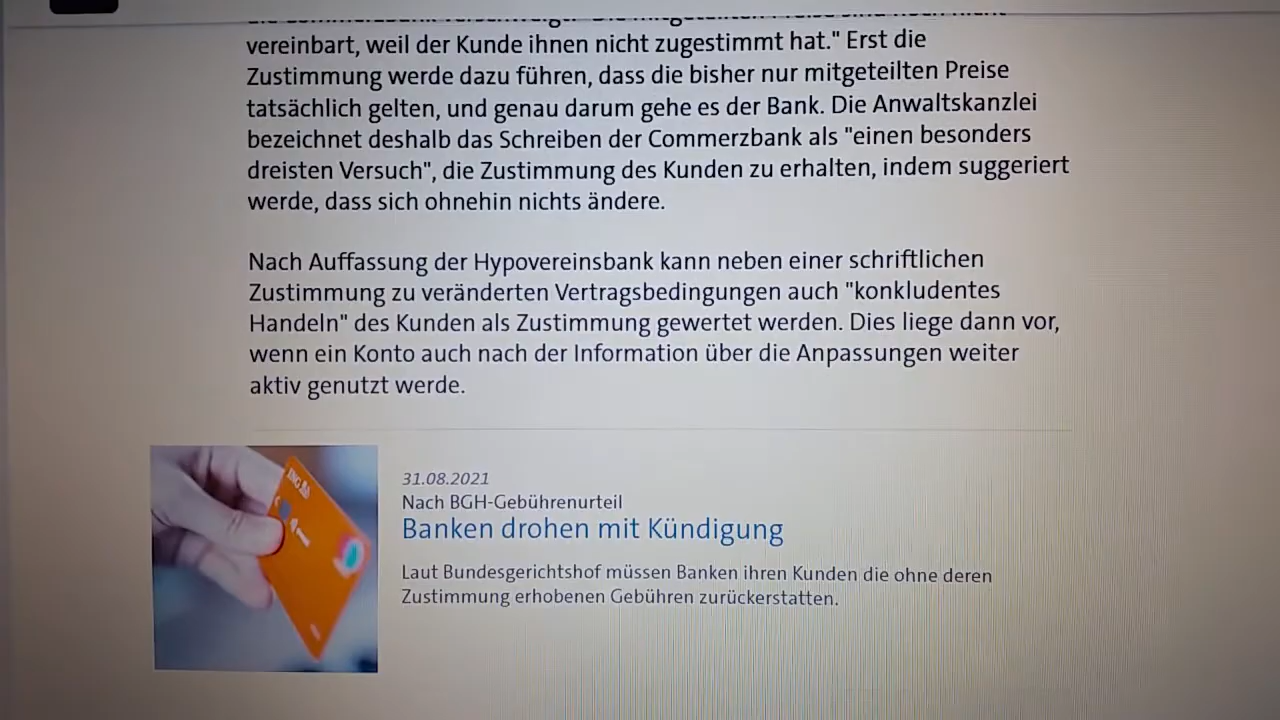 vereinbart, weil der Kunde ihnen nicht zugestimmt hat." Erst die
Zustimmung werde dazu führen, dass die bisher nur mitgeteilten Preise
tatsächlich gelten, und genau darum gehe es der Bank. Die Anwaltskanzlei
bezeichnet deshalb das Schreiben der Commerzbank als "einen besonders
dreisten Versuch", die Zustimmung des Kunden zu erhalten, indem suggeriert
werde, dass sich ohnehin nichts ändere.
Nach Auffassung der Hypovereinsbank kann neben einer schriftlichen
Zustimmung zu veränderten Vertragsbedingungen auch "konkludentes
Handeln" des Kunden als Zustimmung gewertet werden. Dies liege dann vor,
wenn ein Konto auch nach der Information über die Anpassungen weiter
aktiv genutzt werde.
31.08.2021
Nach BGH-Gebührenurteil
Banken drohen mit Kündigung
Laut Bundesgerichtshof müssen Banken ihren Kunden die ohne deren
Zustimmung erhobenen Gebühren zurückerstatten.